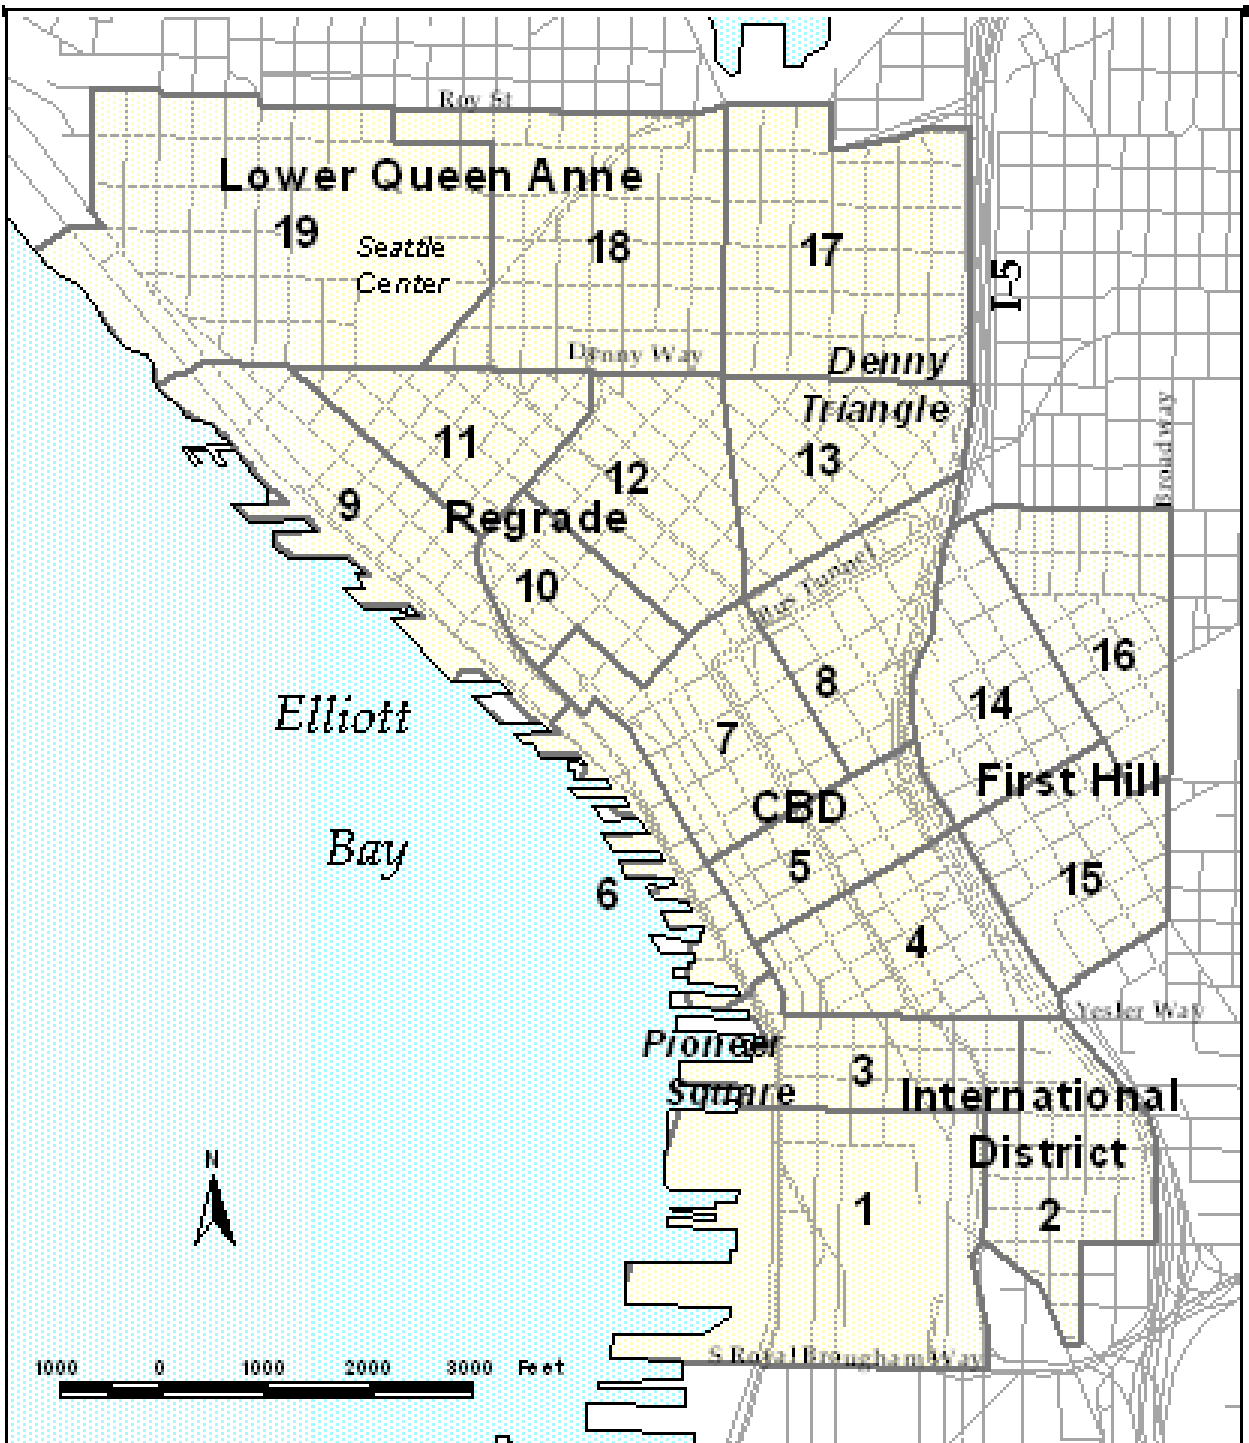 Roy St
Lower Queen Anne
19
Seattle
Center
18
17
I-5
Denny Way
Denny
Triangle
Broadway
11
12
13
9
Regrade
10
Bus Tunnel
16
8
14
Elliott
7
First Hill
CBD
Bay
5
15
6
4
Yesler Way
Pioneer
Square
3
International
District
N
1
2
S Royal Brougham Way
1000 0 1000 2000 3000 Feet